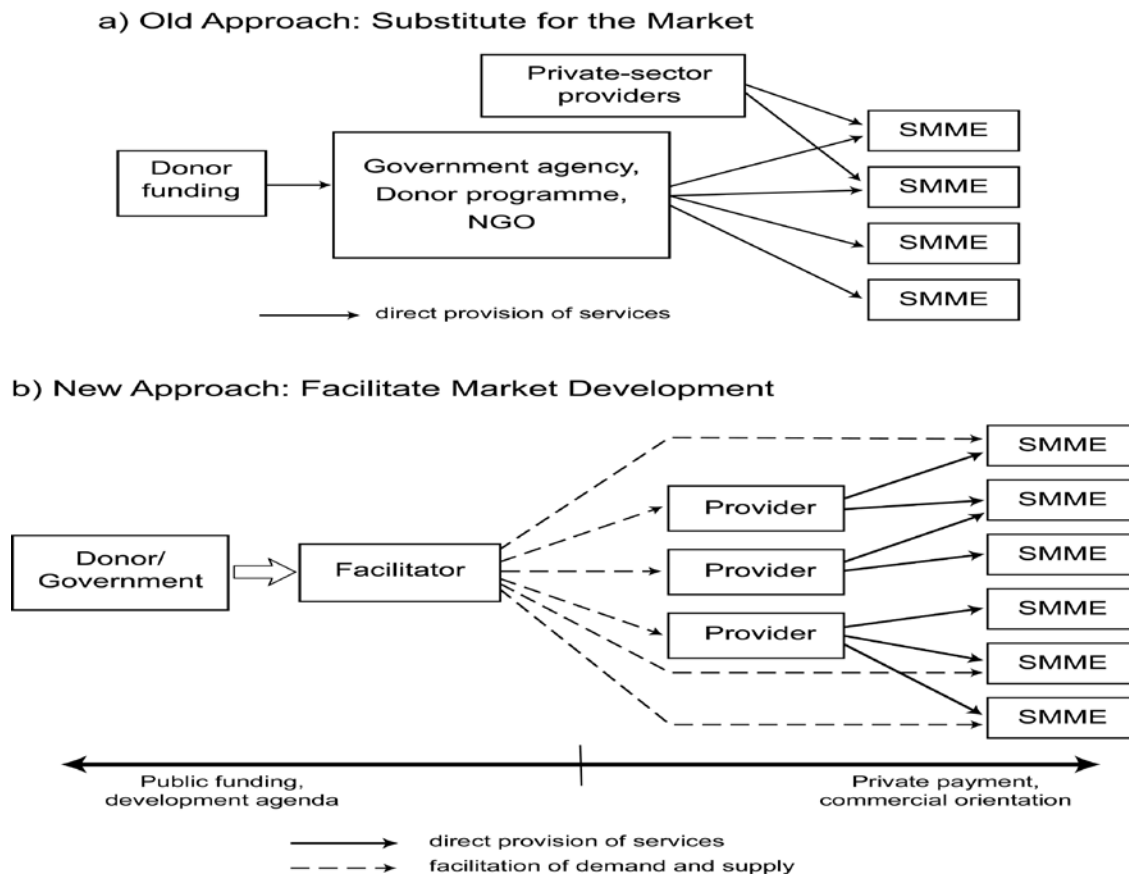 a) Old Approach: Substitute for the Market
Private-sector
providers
SMME
Donor
funding
Government agency,
Donor programme,
NGO
SMME
SMME
SMME
direct provision of services
b) New Approach: Facilitate Market Development
SMME
Provider
SMME
Donor/
Government
Facilitator
Provider
SMME
Provider
SMME
SMME
SMME
Public funding,
development agenda
Private payment,
commercial orientation
direct provision of services
facilitation of demand and supply